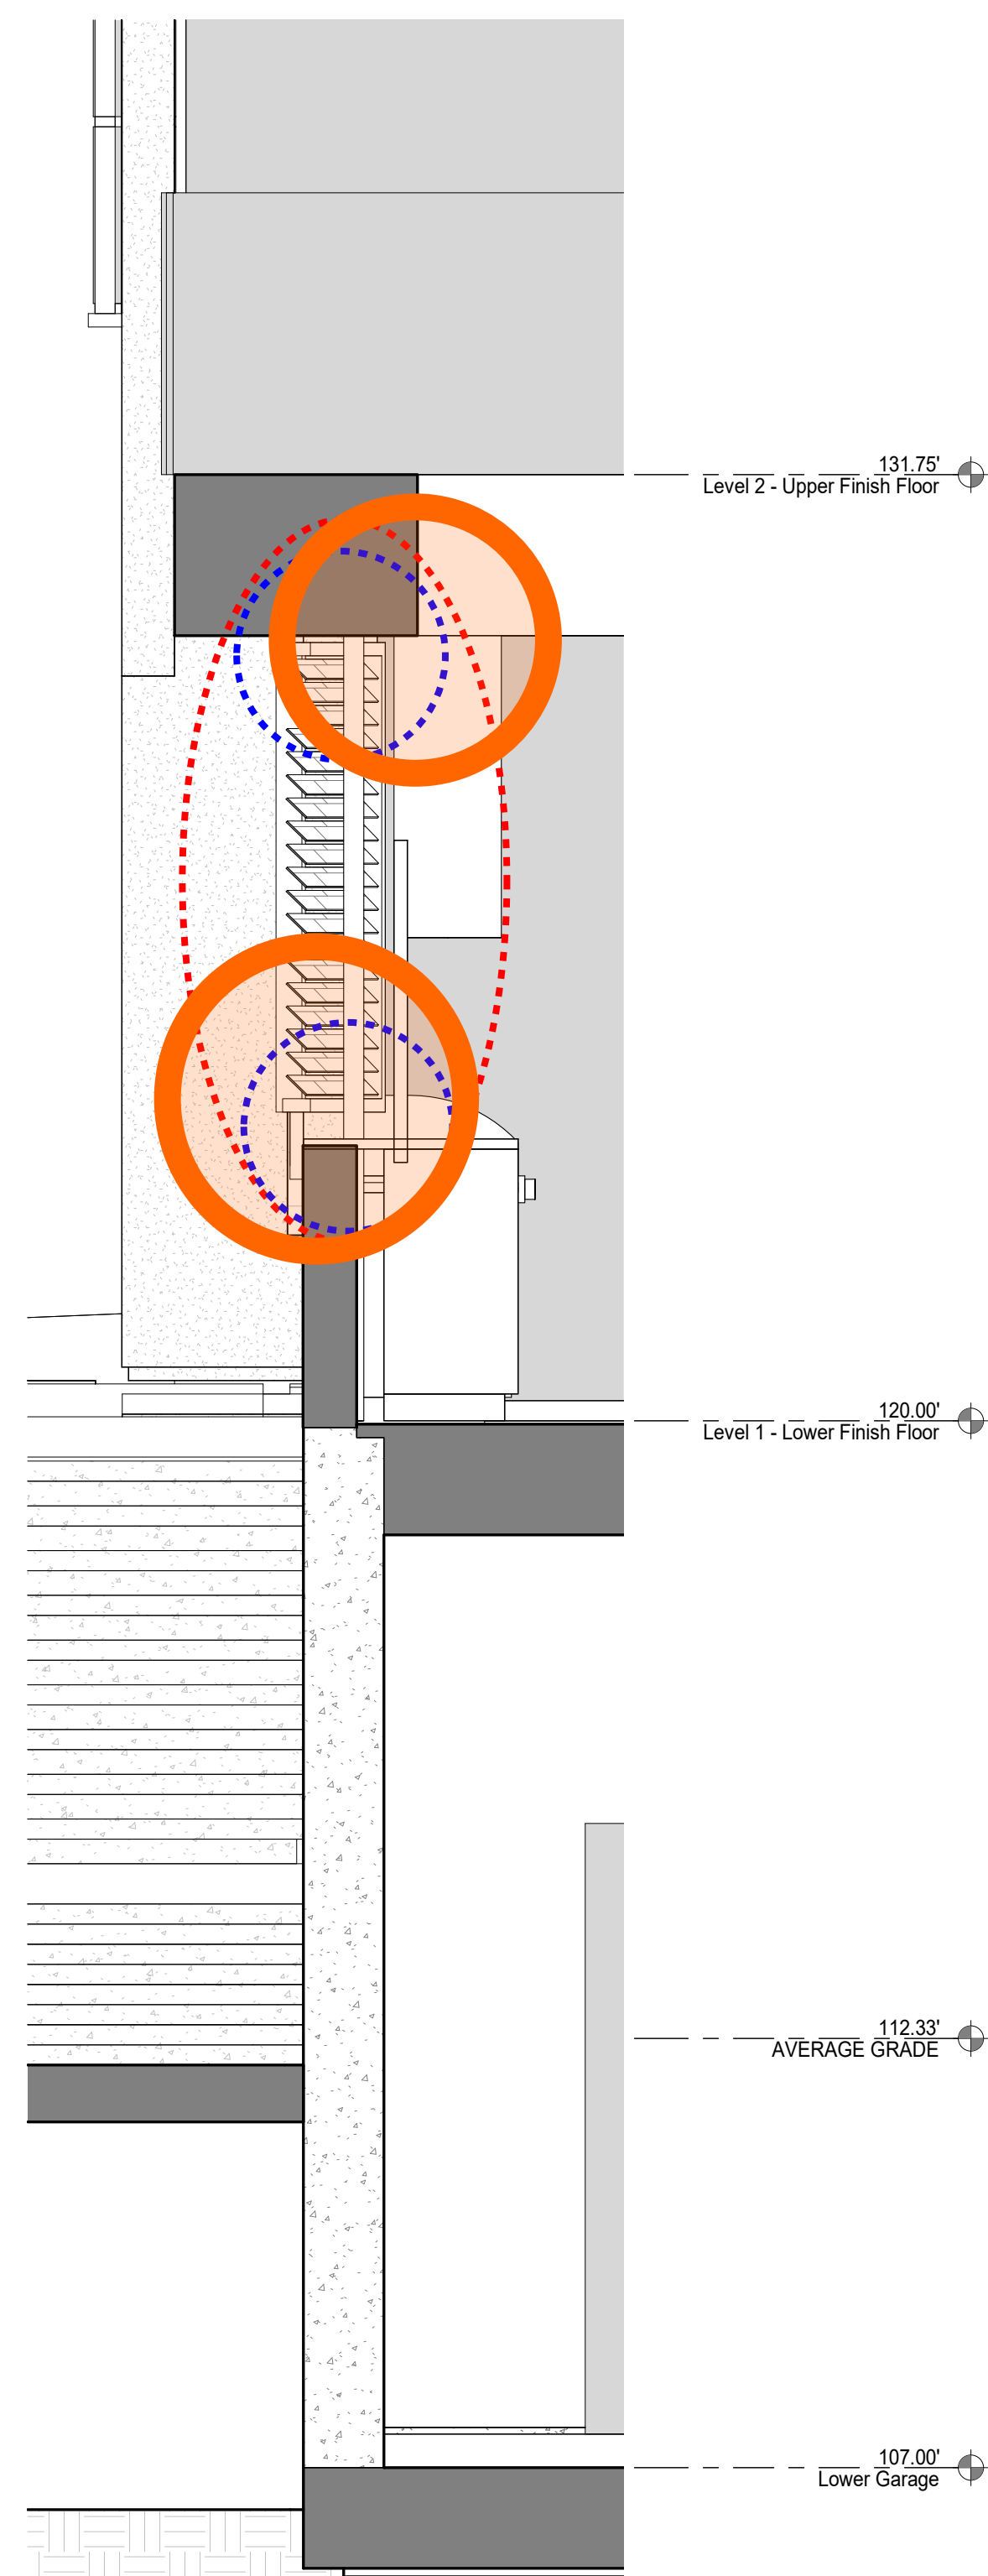 131.75'
Level 2 - Upper Finish Floor
120.00'
Level 1 - Lower Finish Floor
112.33'
AVERAGE GRADE
107.00'
Lower Garage